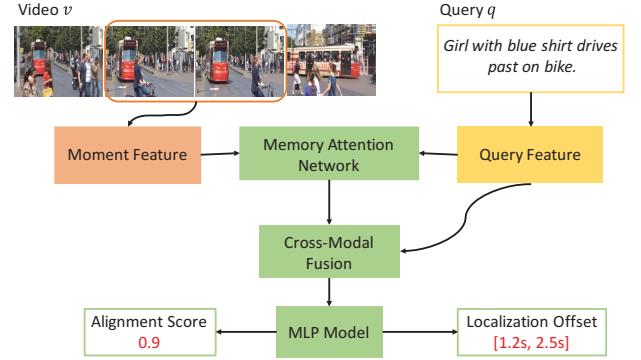 Video v
Query q
Girl with blue shirt drives
past on bike.
Moment Feature
Memory Attention
Network
Query Feature
Cross-Modal
Fusion
Alignment Score
0.9
MLP Model
Localization Offset
[1.2s, 2.5s]